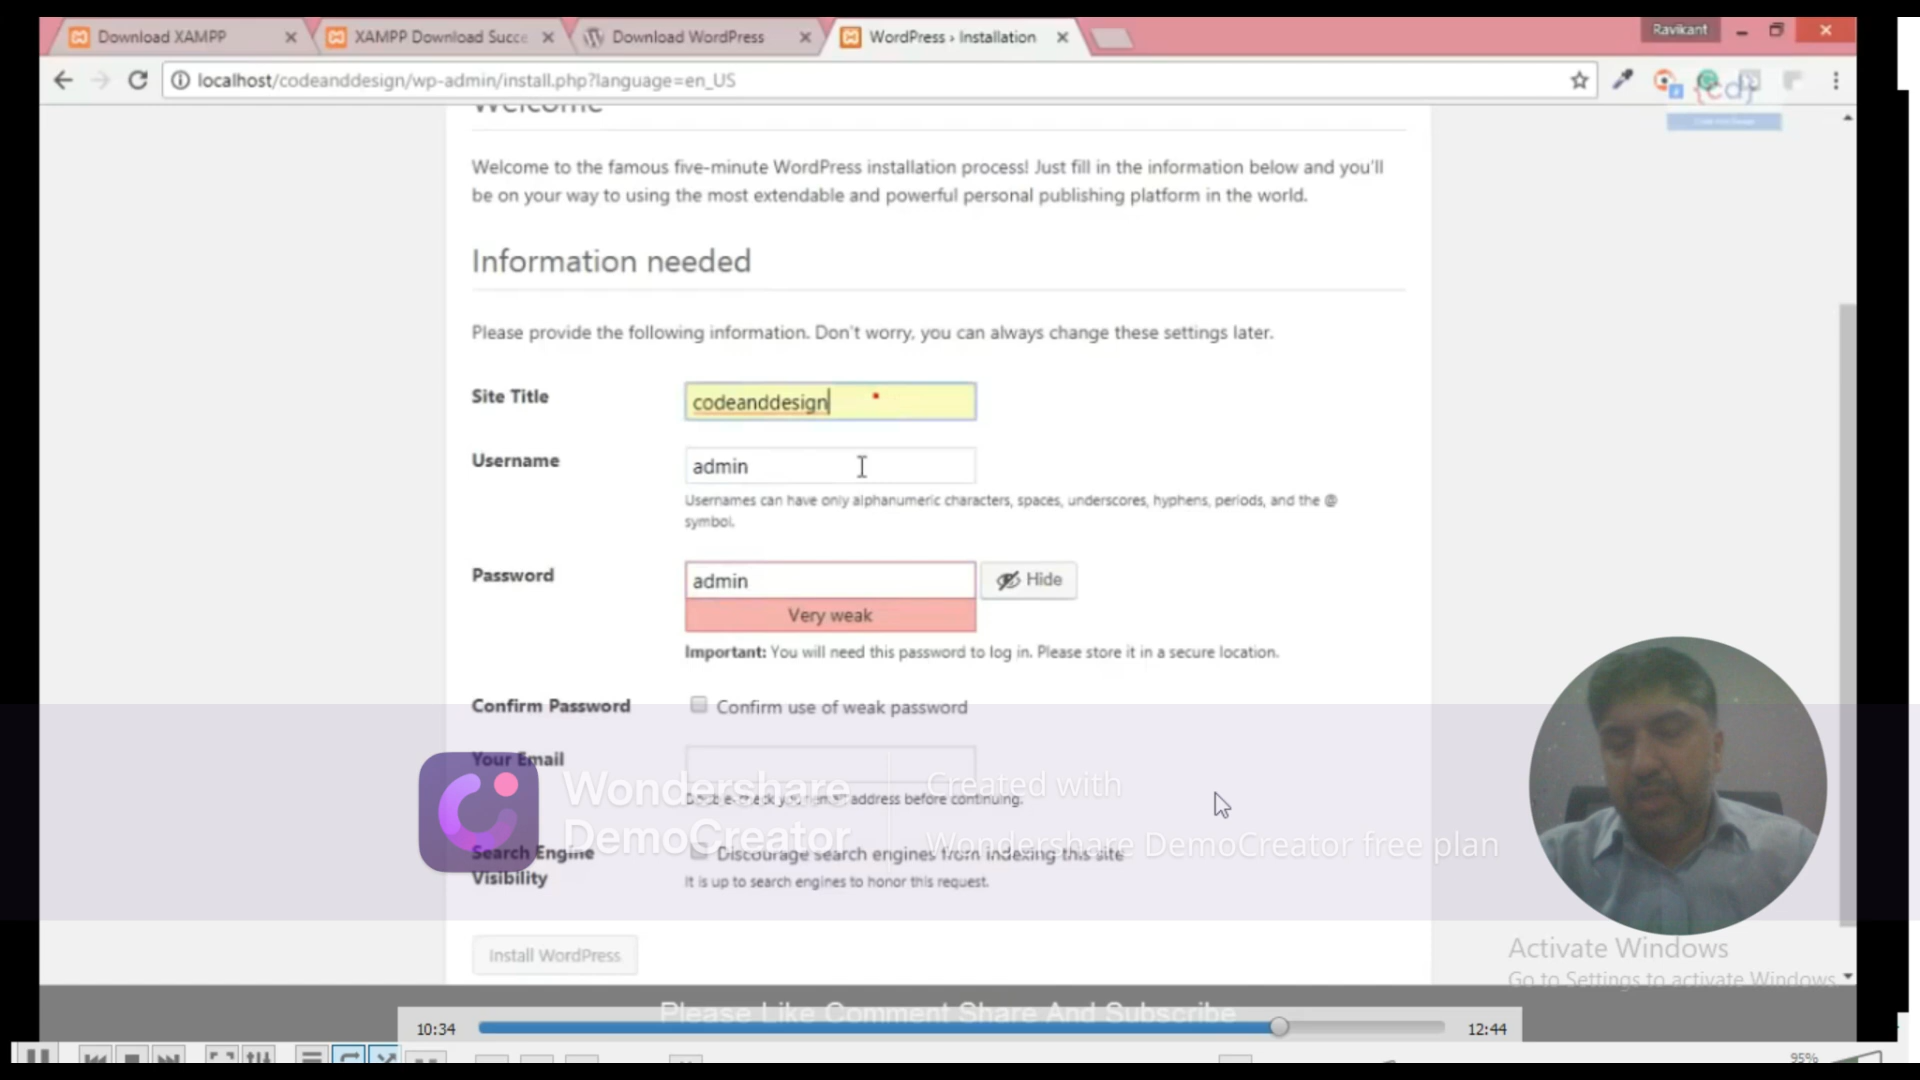 Download XAMPP
XAMPP Download Succe
Download WordPress
WordPress › Installation
Ravikant
localhost/codeanddesign/wp-admin/install.php?language=en_US
{cd}
Welcome
Welcome to the famous five-minute WordPress installation process! Just fill in the information below and you'll
be on your way to using the most extendable and powerful personal publishing platform in the world.
Information needed
Please provide the following information. Don't worry, you can always change these settings later.
Site Title
codeanddesign
Username
admin
Usernames can have only alphanumeric characters, spaces, underscores, hyphens, periods, and the @
symbol.
Password
admin
Hide
Very weak
Important: You will need this password to log in. Please store it in a secure location.
Confirm Password
Confirm use of weak password
Your Email
Double-check your email address before continuing.
Wondershare
DemoCreator
Created with
Wondershare DemoCreator free plan
Search Engine
Visibility
Discourage search engines from indexing this site
It is up to search engines to honor this request.
Install WordPress
Activate Windows
Go to Settings to activate Windows.
Please Like Comment Share And Subscribe
10:34
12:44
95%